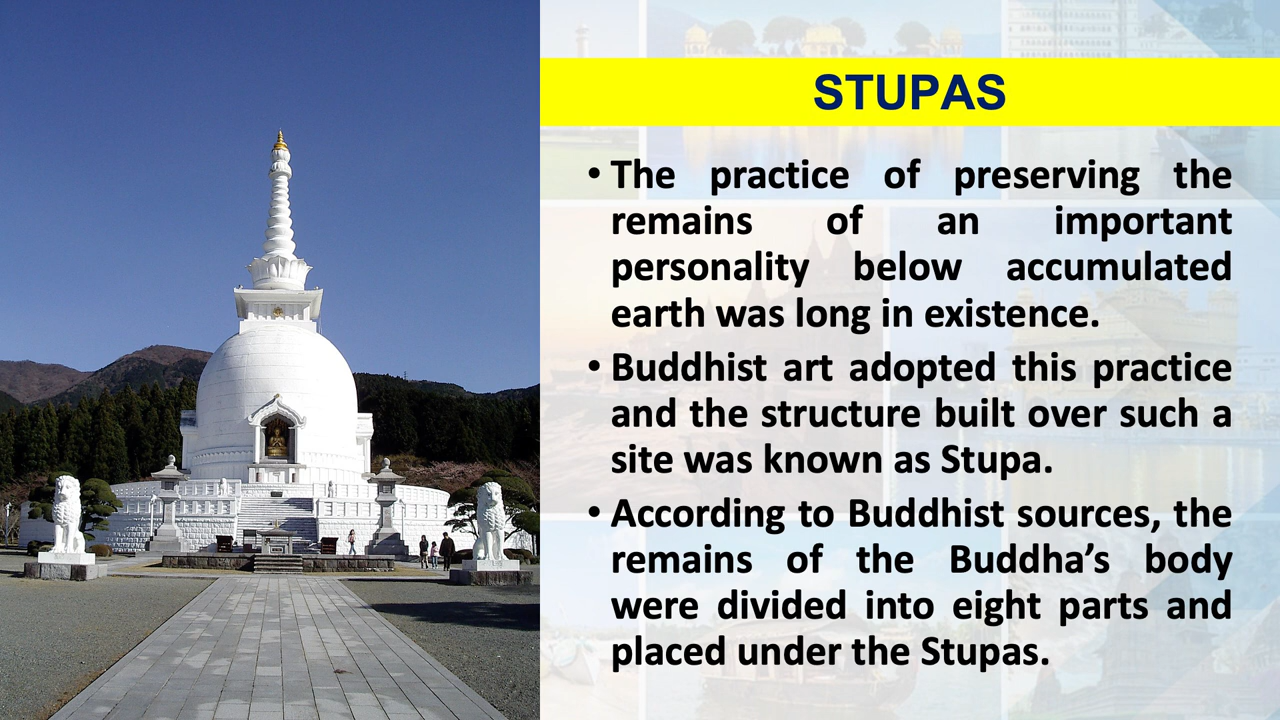 STUPAS
• The practice of preserving the
remains of an important
personality below accumulated
earth was long in existence.
• Buddhist art adopted this practice
and the structure built over such a
site was known as Stupa.
• According to Buddhist sources, the
remains of the Buddha’s body
were divided into eight parts and
placed under the Stupas.